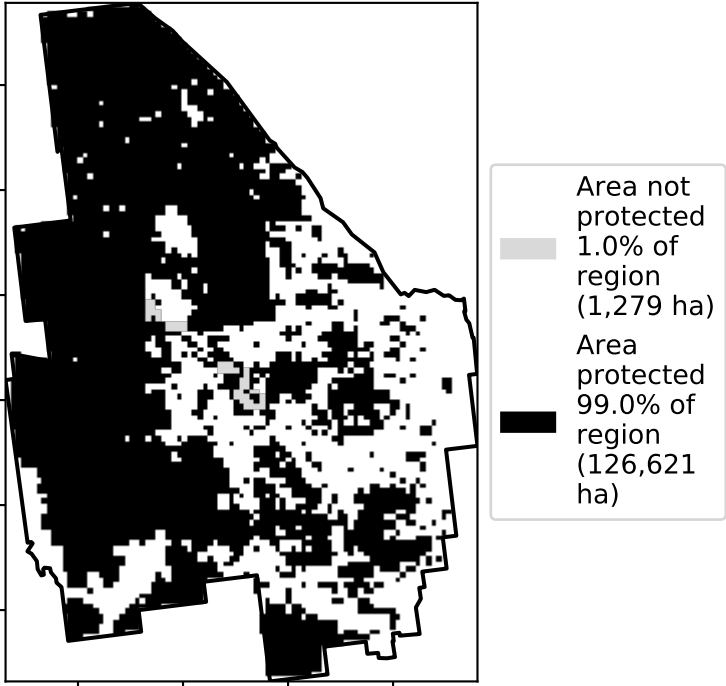 Area not
protected
1.0% of
region
(1,279 ha)
Area
protected
99.0% of
region
(126,621
ha)